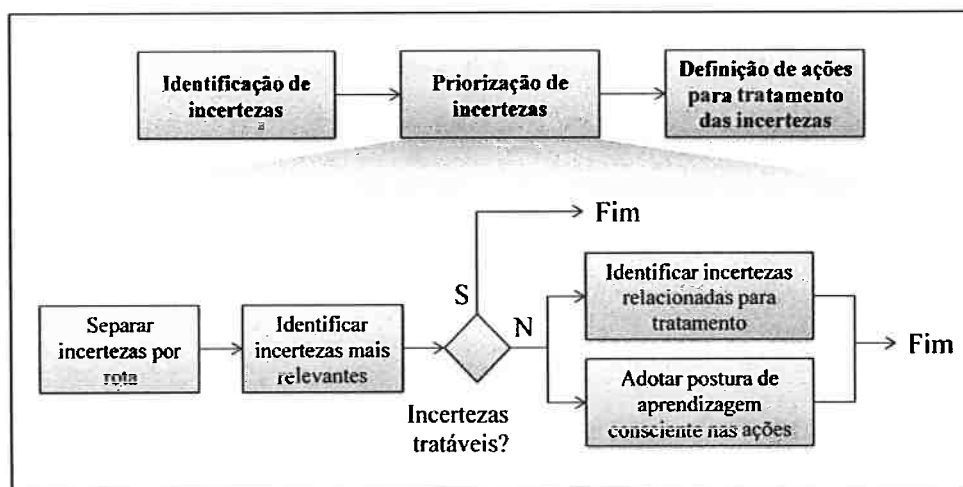 Identificação de
incertezas
Priorização de
incertezas
Definição de ações
para tratamento
das incertezas
Fim
S
N
Separar
incertezas por
rota
Identificar
incertezas mais
relevantes
Incertezas
tratáveis?
Identificar incertezas
relacionadas para
tratamento
Adotar postura de
aprendizagem
consciente nas ações
Fim